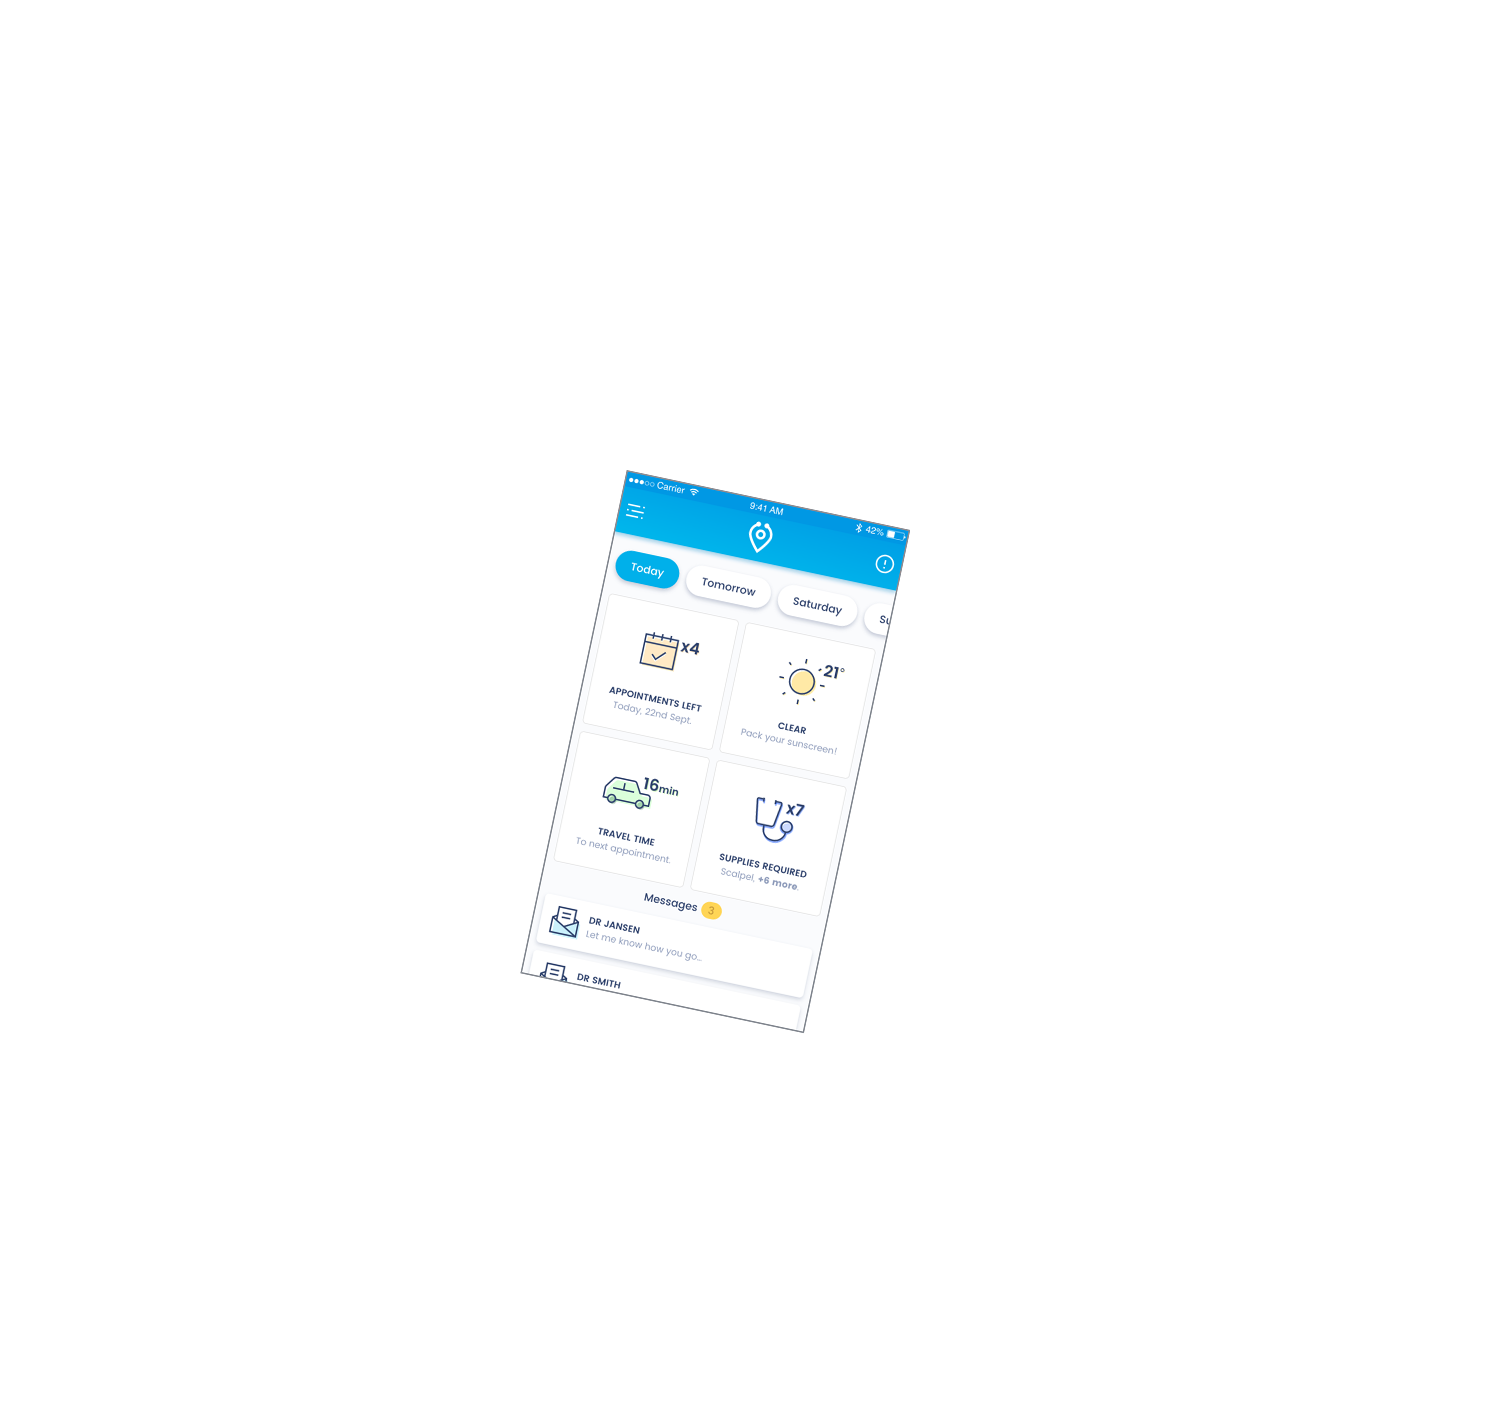 Carrier
9:41 AM
42%
Today
Tomorrow
Saturday
x4
APPOINTMENTS LEFT
Today, 22nd Sept.
21°
CLEAR
Pack your sunscreen!
16min
TRAVEL TIME
To next appointment.
x7
SUPPLIES REQUIRED
Scalpel, +6 more.
Messages 3
DR JANSEN
Let me know how you go...
DR SMITH